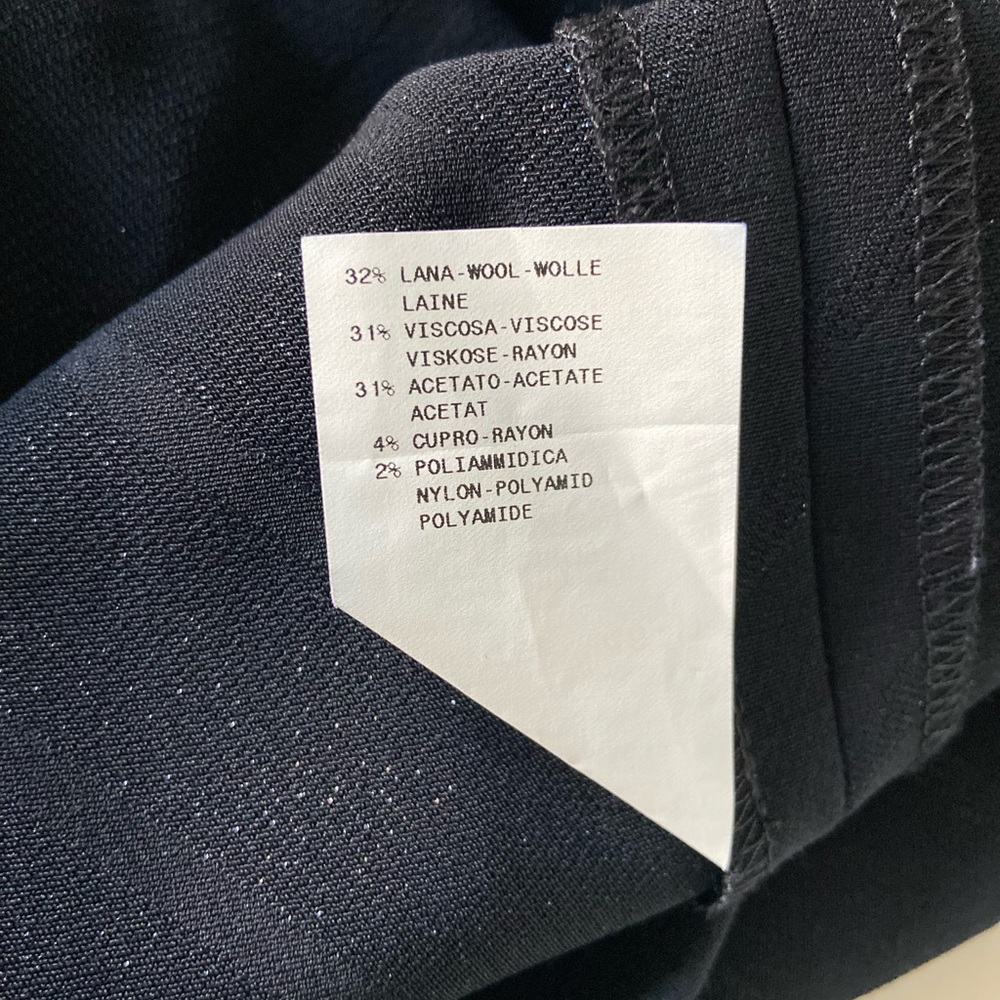 32% LANA-WOOL-WOLLE
LAINE
31% VISCOSA-VISCOSE
VISKOSE-RAYON
31% ACETATO-ACETATE
ACETAT
4% CUPRO-RAYON
2% POLIAMMIDICA
NYLON-POLYAMID
POLYAMIDE